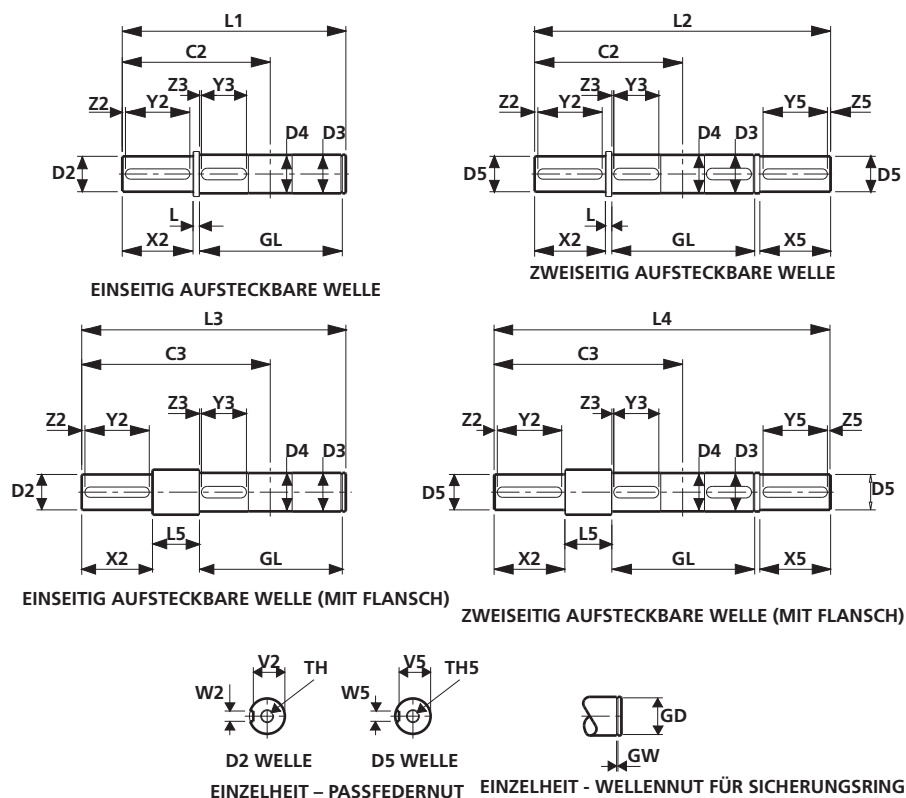 L1
C2
Z3 Y3
Z2 Y2
D4 D3
D2
L
X2 GL
EINSEITIG AUFSTECKBARE WELLE
L2
C2
Z3 Y3
Z2 Y2 Y5 Z5
D4 D3
D5 D5
L
X2 GL X5
ZWEISEITIG AUFSTECKBARE WELLE
L3
C3
Z3 Y3
Z2 Y2
D4 D3
D2
L5
X2 GL
EINSEITIG AUFSTECKBARE WELLE (MIT FLANSCH)
L4
C3
Z3 Y3
Z2 Y2 Y5 Z5
D4 D3
D5 D5
L5
X2 GL X5
ZWEISEITIG AUFSTECKBARE WELLE (MIT FLANSCH)
V2 TH
W2
D2 WELLE
V5 TH5
W5
D5 WELLE
EINZELHEIT – PASSFEDERNUT
GD
GW
EINZELHEIT - WELLENNUT FÜR SICHERUNGSRING